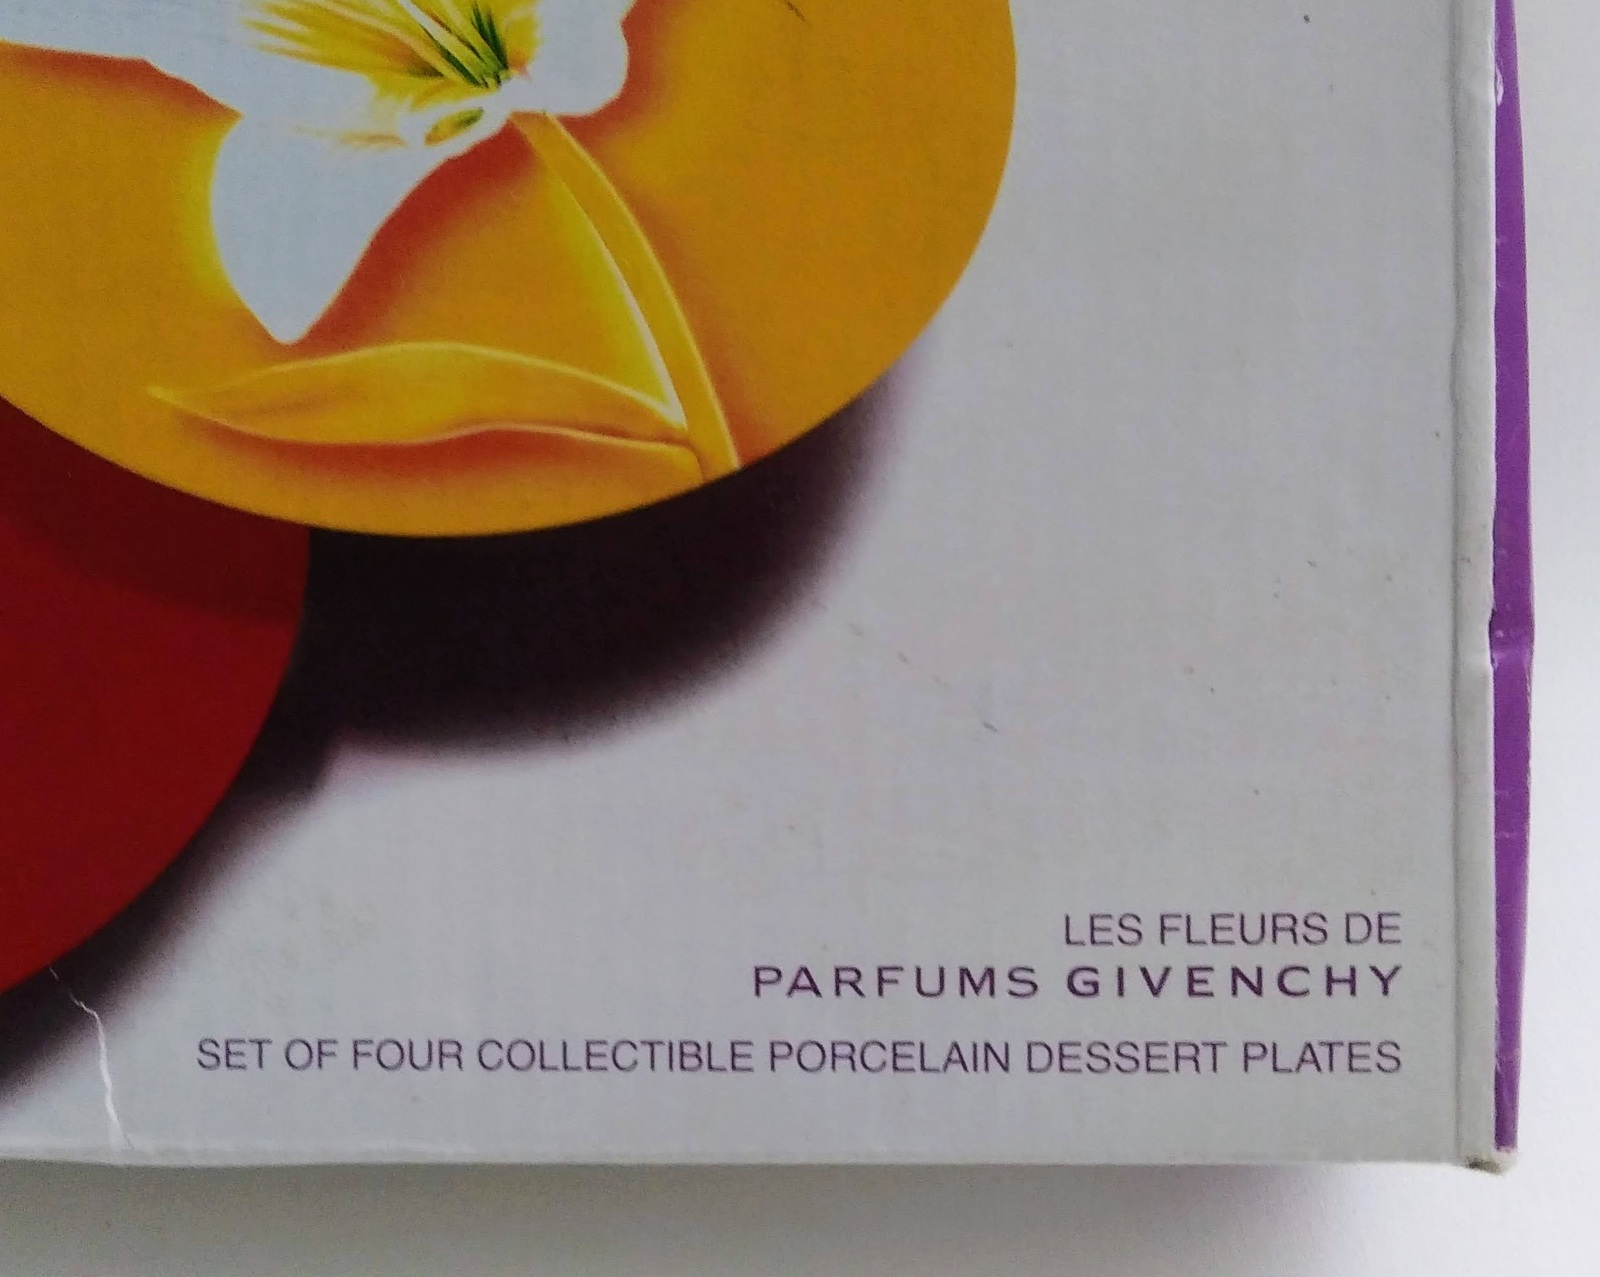 LES FLEURS DE
PARFUMS GIVENCHY
SET OF FOUR COLLECTIBLE PORCELAIN DESSERT PLATES